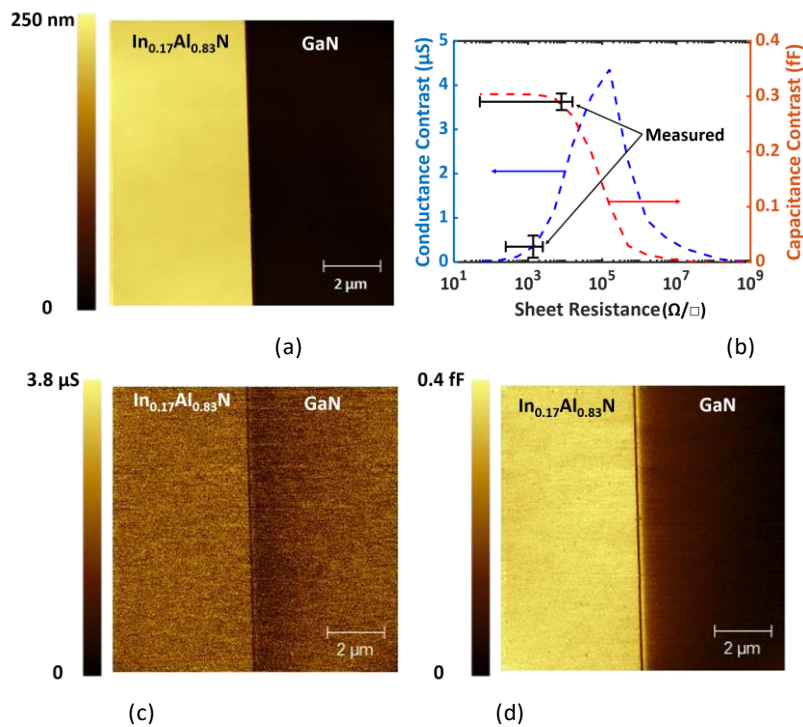 250 nm
In0.17Al0.83N
GaN
2 μm
0
(a)
5
4
3
2
1
0
Conductance Contrast (μS)
0.4
0.3
0.2
0.1
0
Capacitance Contrast (fF)
Measured
10^1
10^3
10^5
10^7
10^9
Sheet Resistance(Ω/□)
(b)
3.8 μS
In0.17Al0.83N
GaN
2 μm
0
(c)
0.4 fF
In0.17Al0.83N
GaN
2 μm
0
(d)